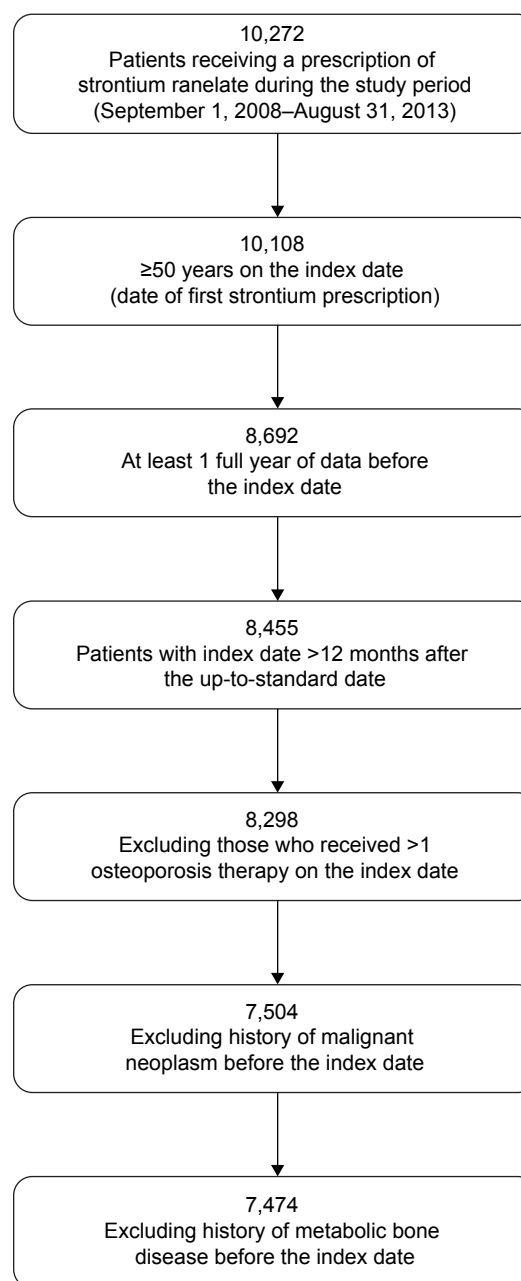 10,272
Patients receiving a prescription of
strontium ranelate during the study period
(September 1, 2008–August 31, 2013)
10,108
≥50 years on the index date
(date of first strontium prescription)
8,692
At least 1 full year of data before
the index date
8,455
Patients with index date >12 months after
the up-to-standard date
8,298
Excluding those who received >1
osteoporosis therapy on the index date
7,504
Excluding history of malignant
neoplasm before the index date
7,474
Excluding history of metabolic bone
disease before the index date